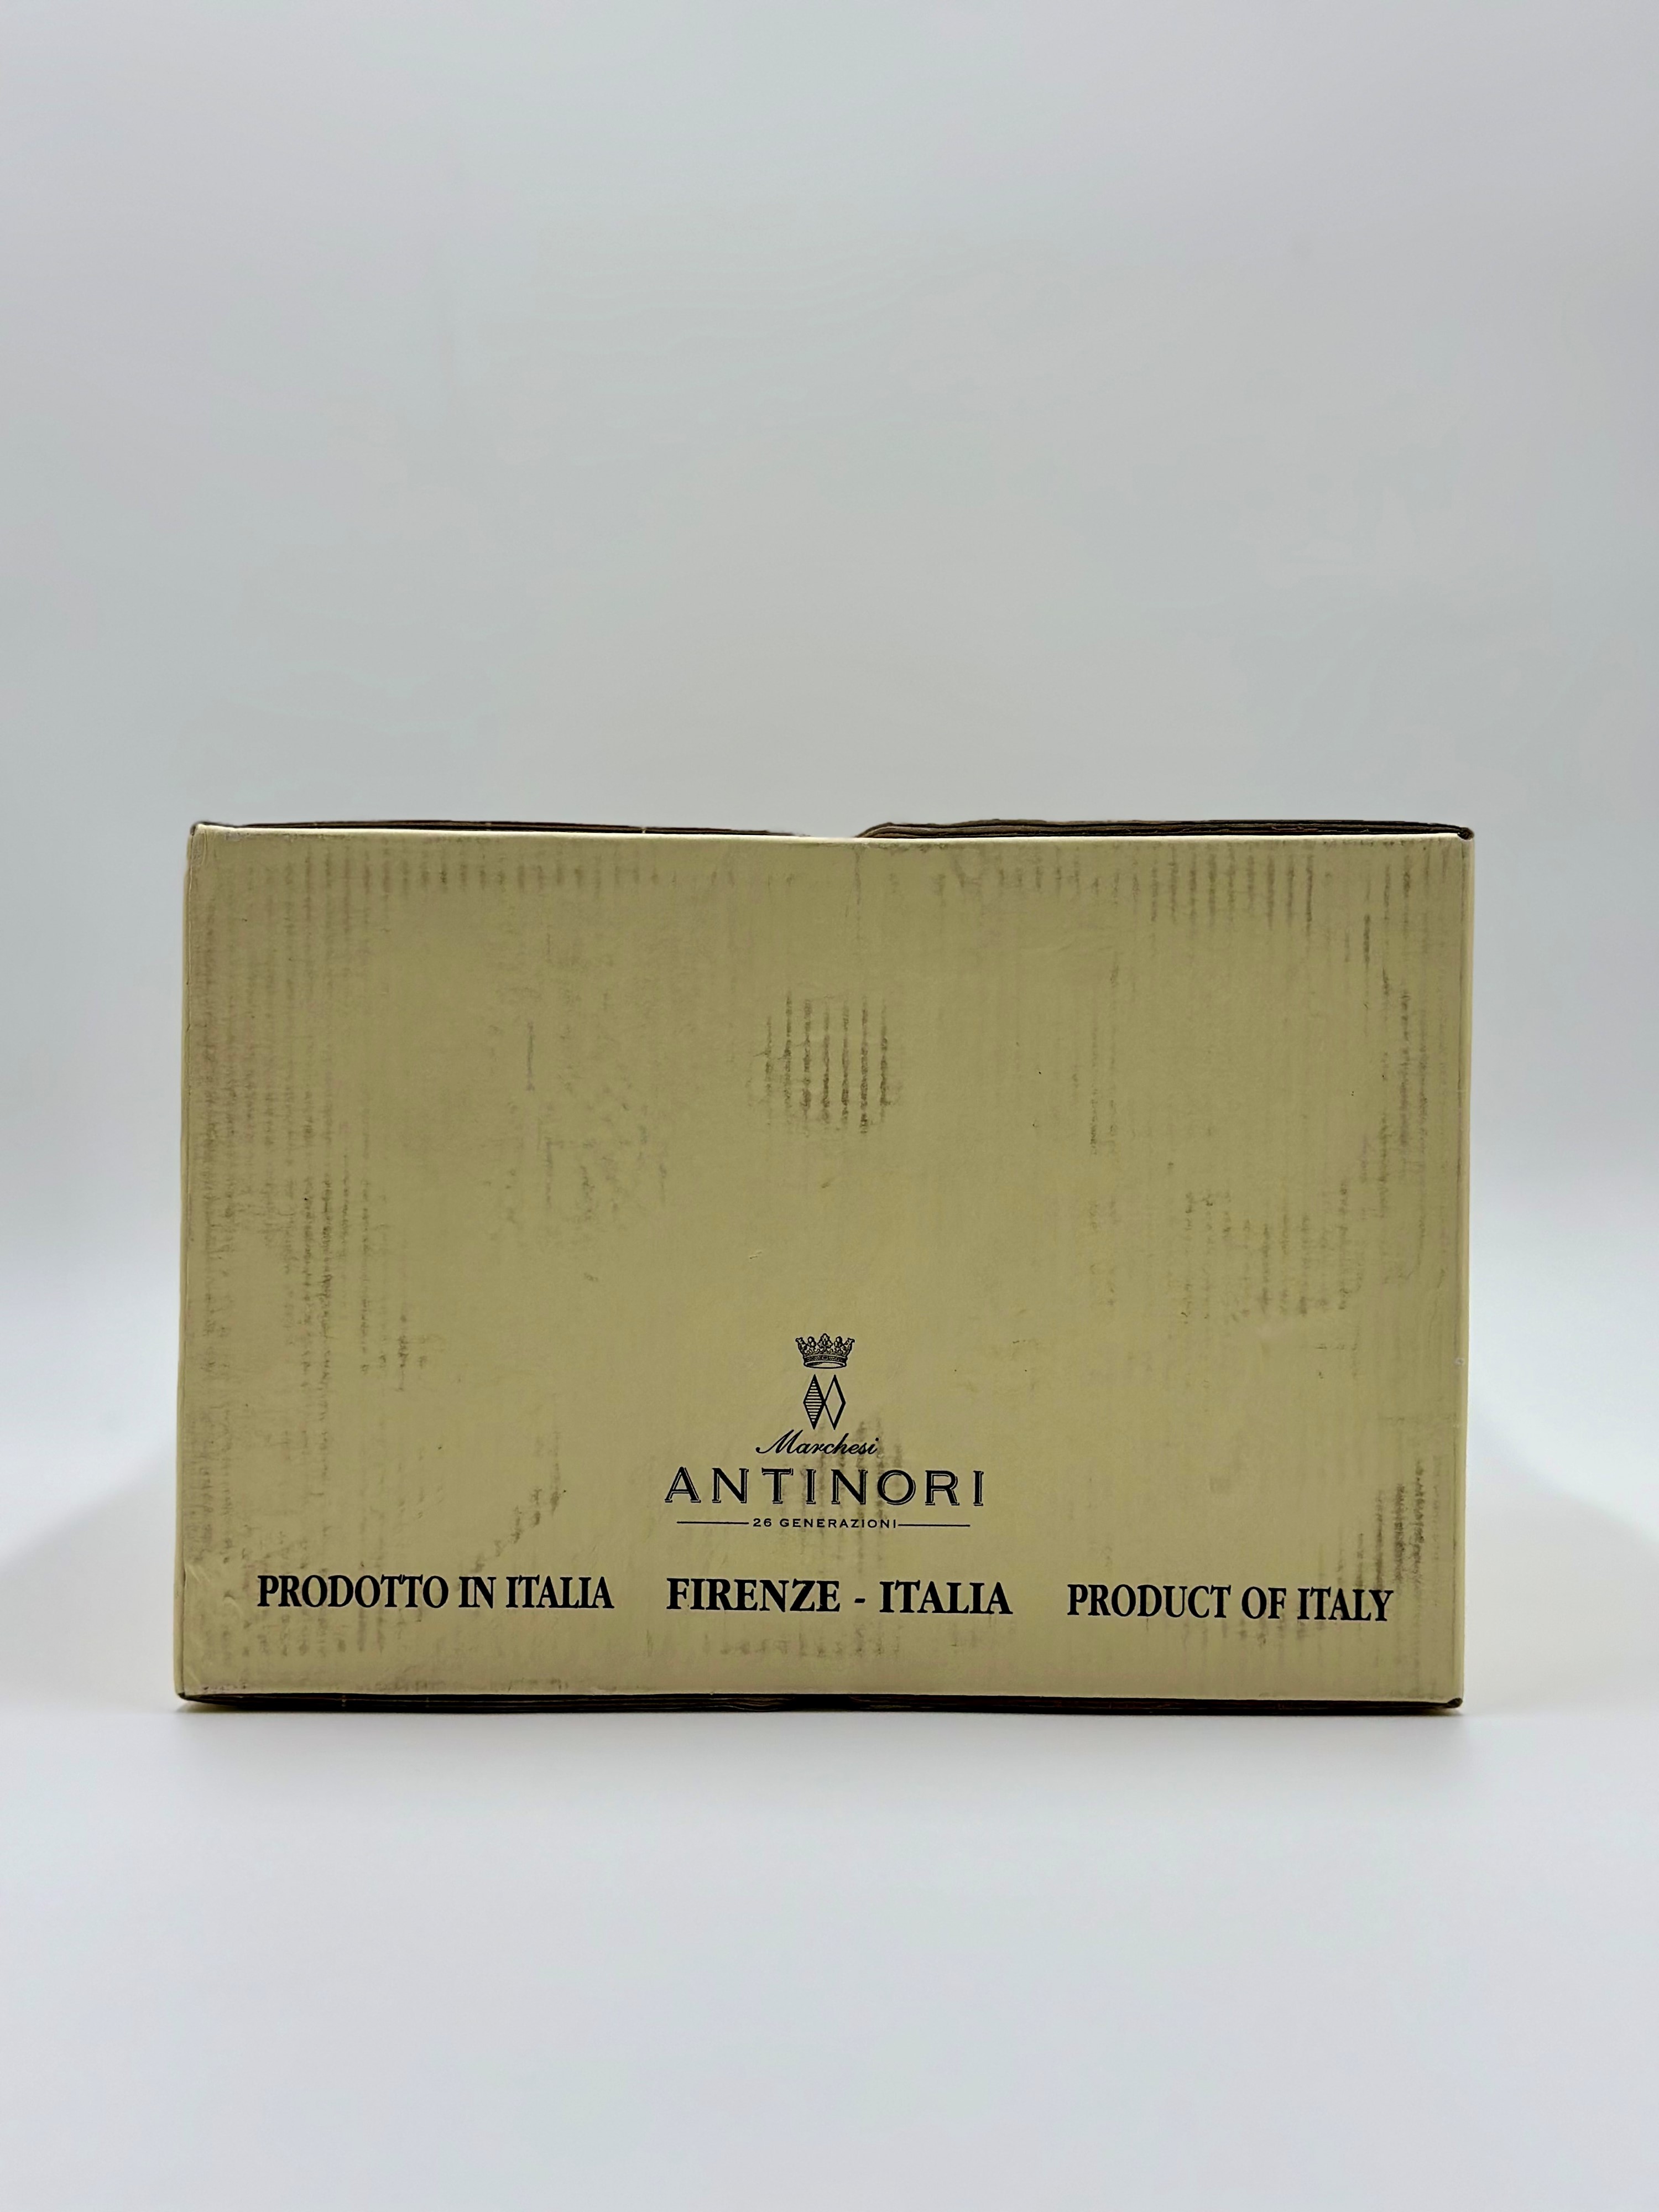 Marchesi
ANTINORI
26 GENERAZIONI
PRODOTTO IN ITALIA FIRENZE - ITALIA PRODUCT OF ITALY